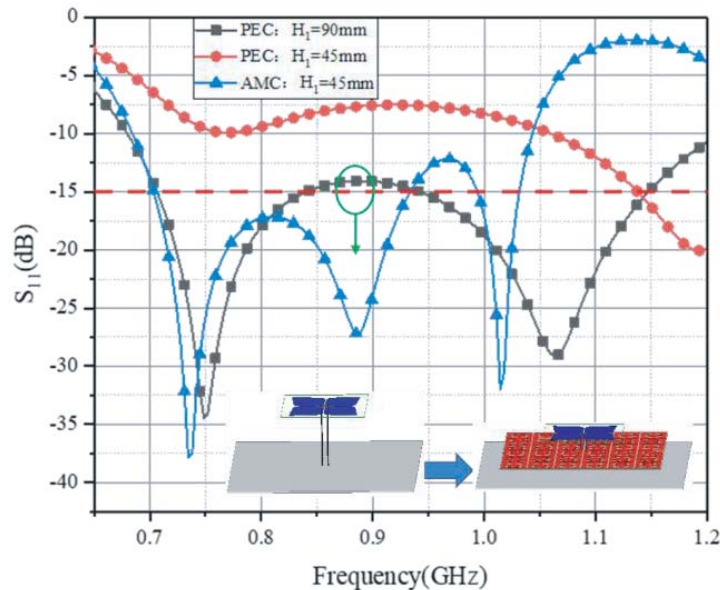 PEC: H₁=90mm
PEC: H₁=45mm
AMC: H₁=45mm
0
-5
-10
-15
-20
-25
-30
-35
-40
S₁₁(dB)
0.7 0.8 0.9 1.0 1.1 1.2
Frequency(GHz)